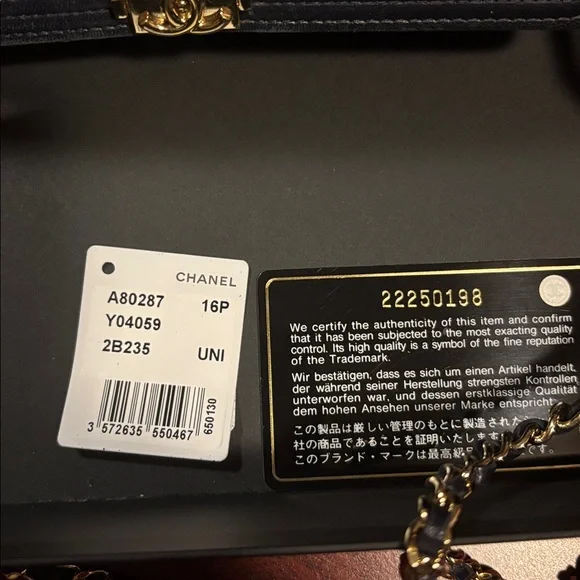 CHANEL
A80287 16P
Y04059
2B235 UNI
3 572635 550467
650130
22250198
We certify the authenticity of this item and confirm
that it has been subjected to the most exacting quality
control. Its high quality is a symbol of the fine reputation
of the Trademark.
Wir bestätigen, dass es sich um einen Artikel handelt,
der während seiner Herstellung strengsten Kontrollen
unterworfen war, und dessen erstklassige Qualität
dem hohen Ansehen unserer Marke entspricht
この製品は厳しい管理のもとに製造され
社の商品であることを証明いたします
このブランド・マークは最高級 です。